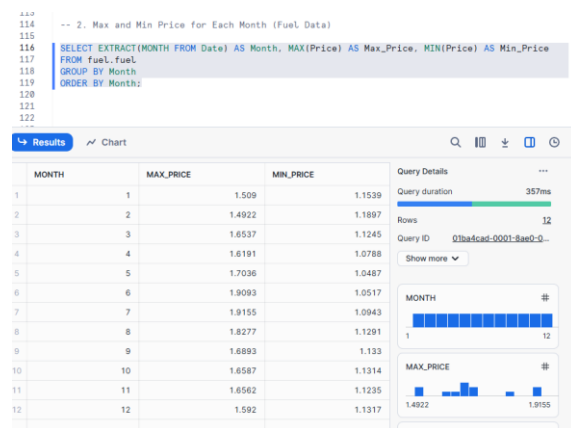 114 -- 2. Max and Min Price for Each Month (Fuel Data)
115
116 SELECT EXTRACT(MONTH FROM Date) AS Month, MAX(Price) AS Max_Price, MIN(Price) AS Min_Price
117 FROM fuel.fuel
118 GROUP BY Month
119 ORDER BY Month;
120
121
122
Results Chart
MONTH MAX_PRICE MIN_PRICE
1 1 1.509 1.1539
2 2 1.4922 1.1897
3 3 1.6537 1.1245
4 4 1.6191 1.0788
5 5 1.7036 1.0487
6 6 1.9093 1.0517
7 7 1.9155 1.0943
8 8 1.8277 1.1291
9 9 1.6893 1.133
10 10 1.6587 1.1314
11 11 1.6562 1.1235
12 12 1.592 1.1317
Query Details ...
Query duration 357ms
Rows 12
Query ID 01ba4cad-0001-8ae0-0...
Show more
MONTH #
1 12
MAX_PRICE #
1.4922 1.9155